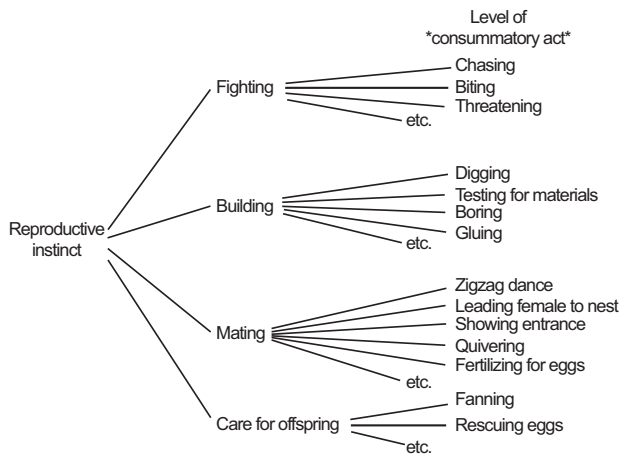 Level of
*consummatory act*
Fighting
Chasing
Biting
Threatening
etc.
Building
Digging
Testing for materials
Boring
Gluing
etc.
Reproductive
instinct
Mating
Zigzag dance
Leading female to nest
Showing entrance
Quivering
Fertilizing for eggs
etc.
Care for offspring
Fanning
Rescuing eggs
etc.